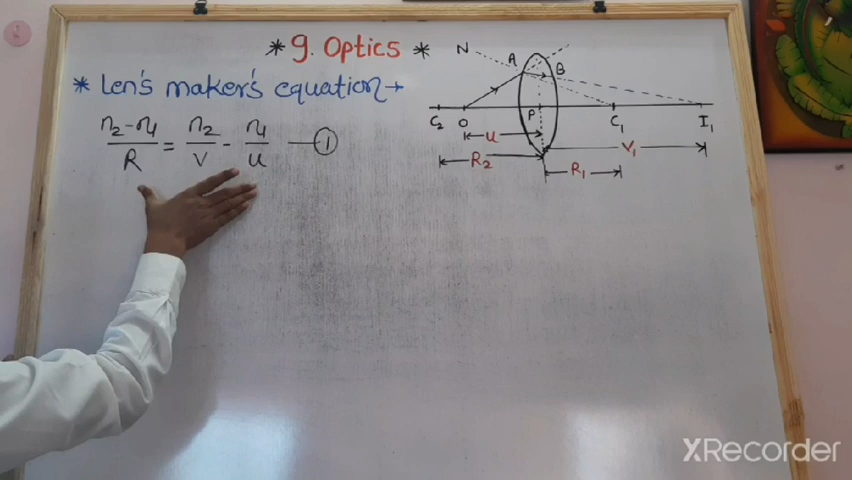 * 9. Optics *
* Len's maker's equation →
n₂-n₁/R = n₂/v - n₁/u —①
N
A
B
C₂ O P C₁ I₁
u
v₁
R₂
R₁
XRecorder